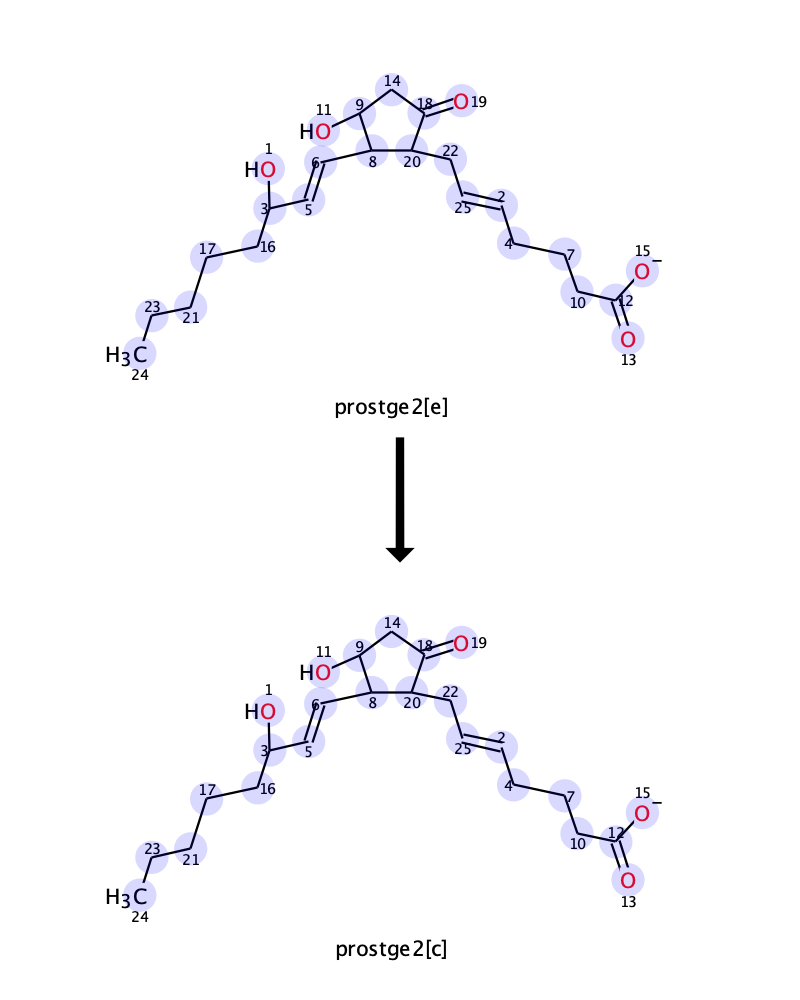 14
9 18 O 19
11
HO
1 6 22
HO 8 20
3 5 25 2
17 16 4 7 15
O−
23 21 10 12
H3C O
24 13
prostge2[e]
14
9 18 O 19
11
HO
1 6 22
HO 8 20
3 5 25 2
17 16 4 7 15
O−
23 21 10 12
H3C O
24 13
prostge2[c]